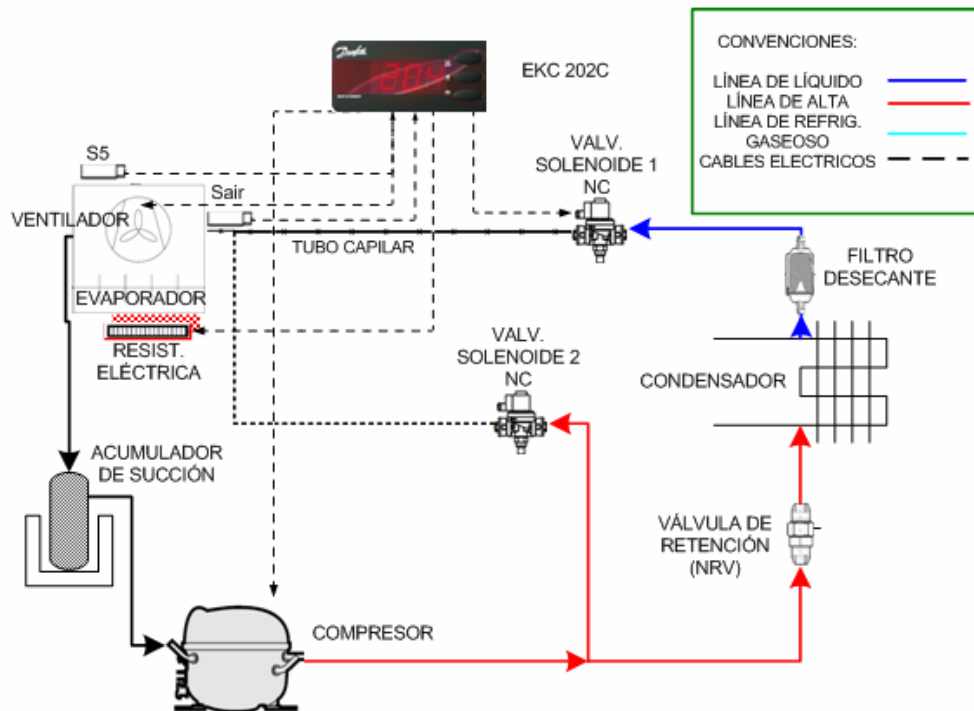 CONVENCIONES:
LÍNEA DE LÍQUIDO
LÍNEA DE ALTA
LÍNEA DE REFRIG.
GASEOSO
CABLES ELECTRICOS
Danfoss
EKC 202C
S5
Sair
VENTILADOR
EVAPORADOR
RESIST.
ELÉCTRICA
TUBO CAPILAR
VALV.
SOLENOIDE 1
NC
FILTRO
DESECANTE
VALV.
SOLENOIDE 2
NC
CONDENSADOR
ACUMULADOR
DE SUCCIÓN
VÁLVULA DE
RETENCIÓN
(NRV)
COMPRESOR